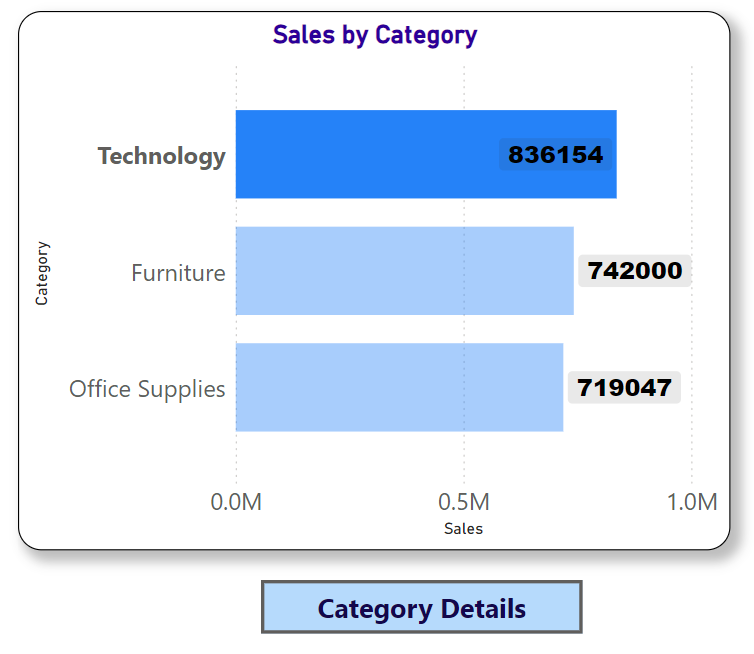 Sales by Category
Category
Technology
836154
Furniture
742000
Office Supplies
719047
0.0M 0.5M 1.0M
Sales
Category Details